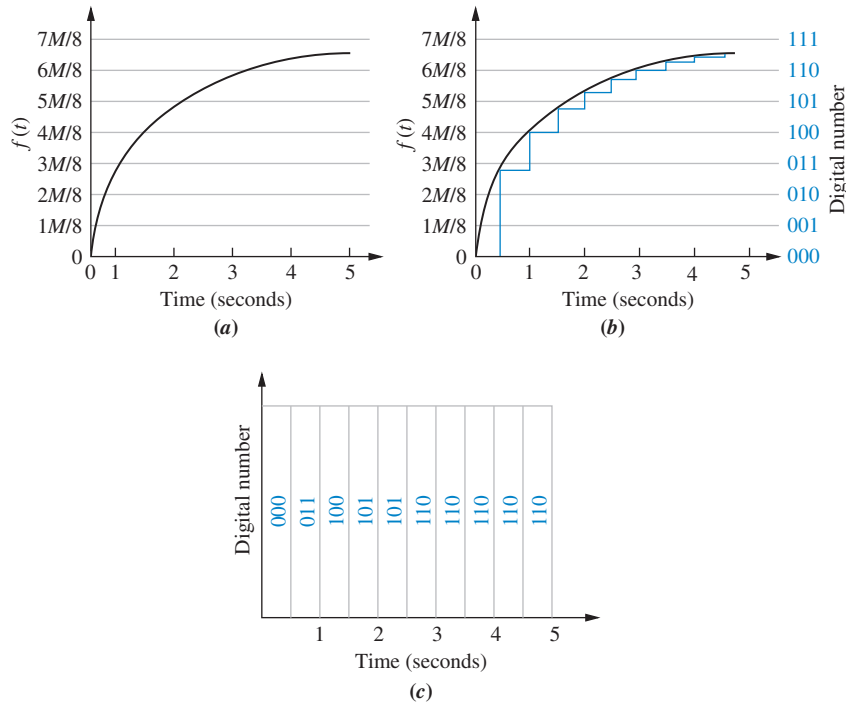 7M/8
6M/8
5M/8
4M/8
3M/8
2M/8
1M/8
0
f (t)
0 1 2 3 4 5
Time (seconds)
(a)
7M/8
6M/8
5M/8
4M/8
3M/8
2M/8
1M/8
0
f (t)
111
110
101
100
011
010
001
000
Digital number
0 1 2 3 4 5
Time (seconds)
(b)
Digital number
000 011 100 101 101 110 110 110 110 110
1 2 3 4 5
Time (seconds)
(c)